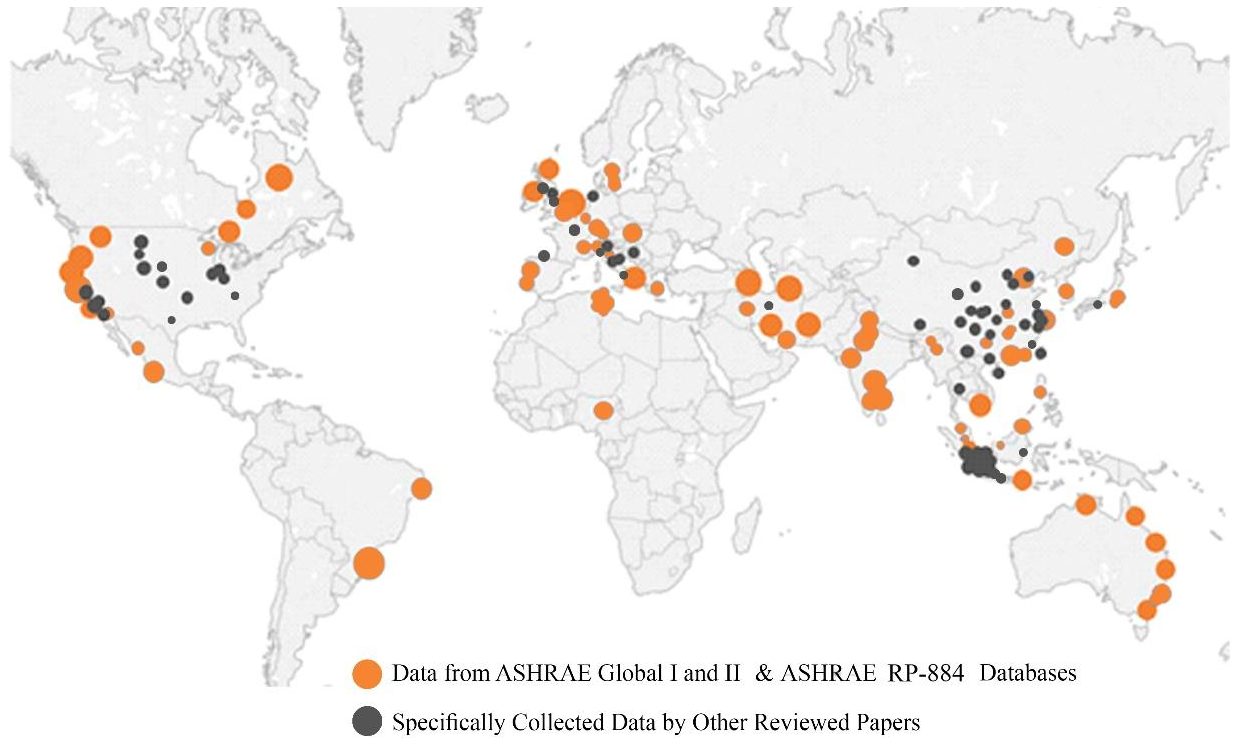 Data from ASHRAE Global I and II & ASHRAE RP-884 Databases
Specifically Collected Data by Other Reviewed Papers